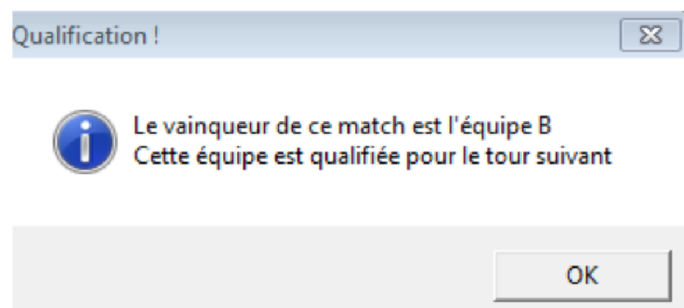 Qualification !
Le vainqueur de ce match est l'équipe B
Cette équipe est qualifiée pour le tour suivant
OK